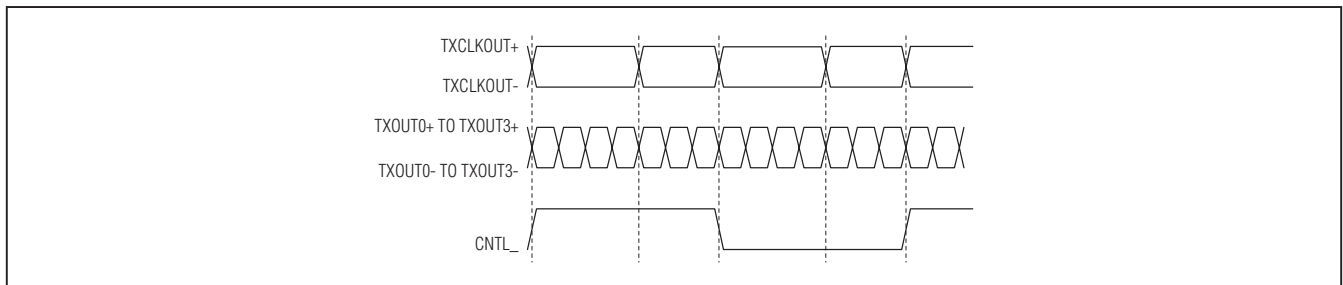 TXCLKOUT+
TXCLKOUT-
TXOUT0+ TO TXOUT3+
TXOUT0- TO TXOUT3-
CNTL_